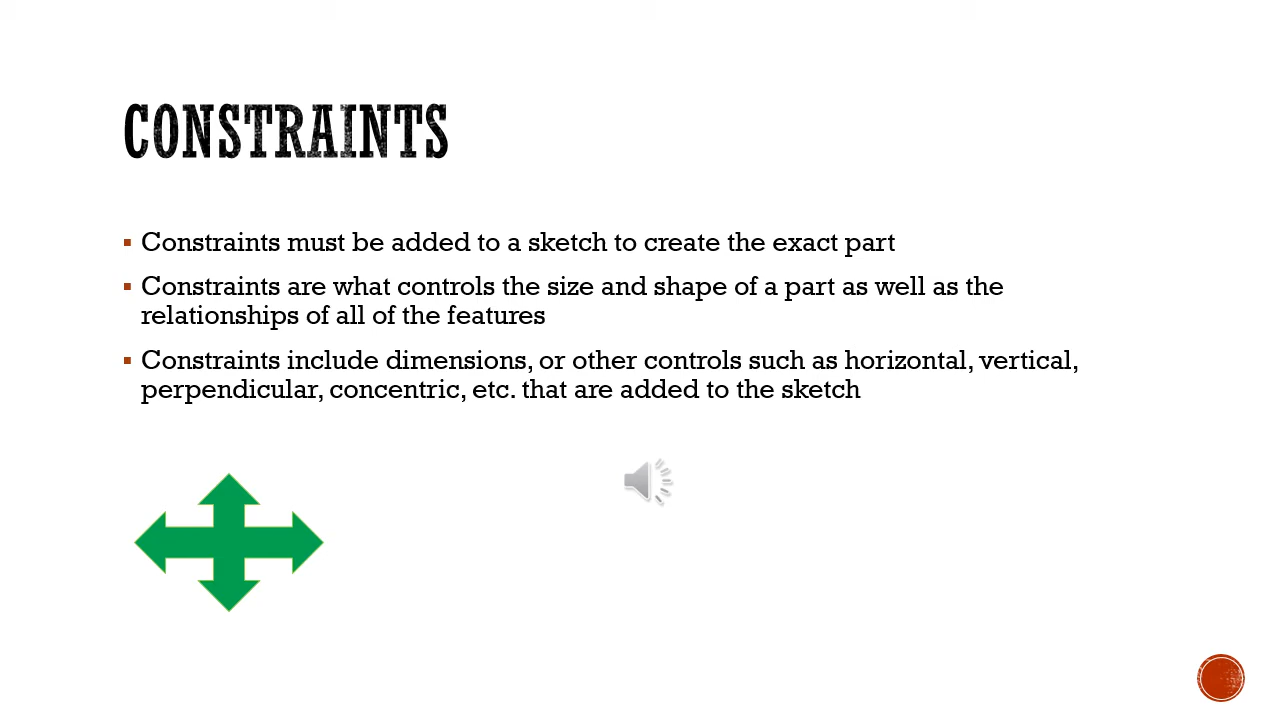 CONSTRAINTS
▪ Constraints must be added to a sketch to create the exact part
▪ Constraints are what controls the size and shape of a part as well as the
relationships of all of the features
▪ Constraints include dimensions, or other controls such as horizontal, vertical,
perpendicular, concentric, etc. that are added to the sketch